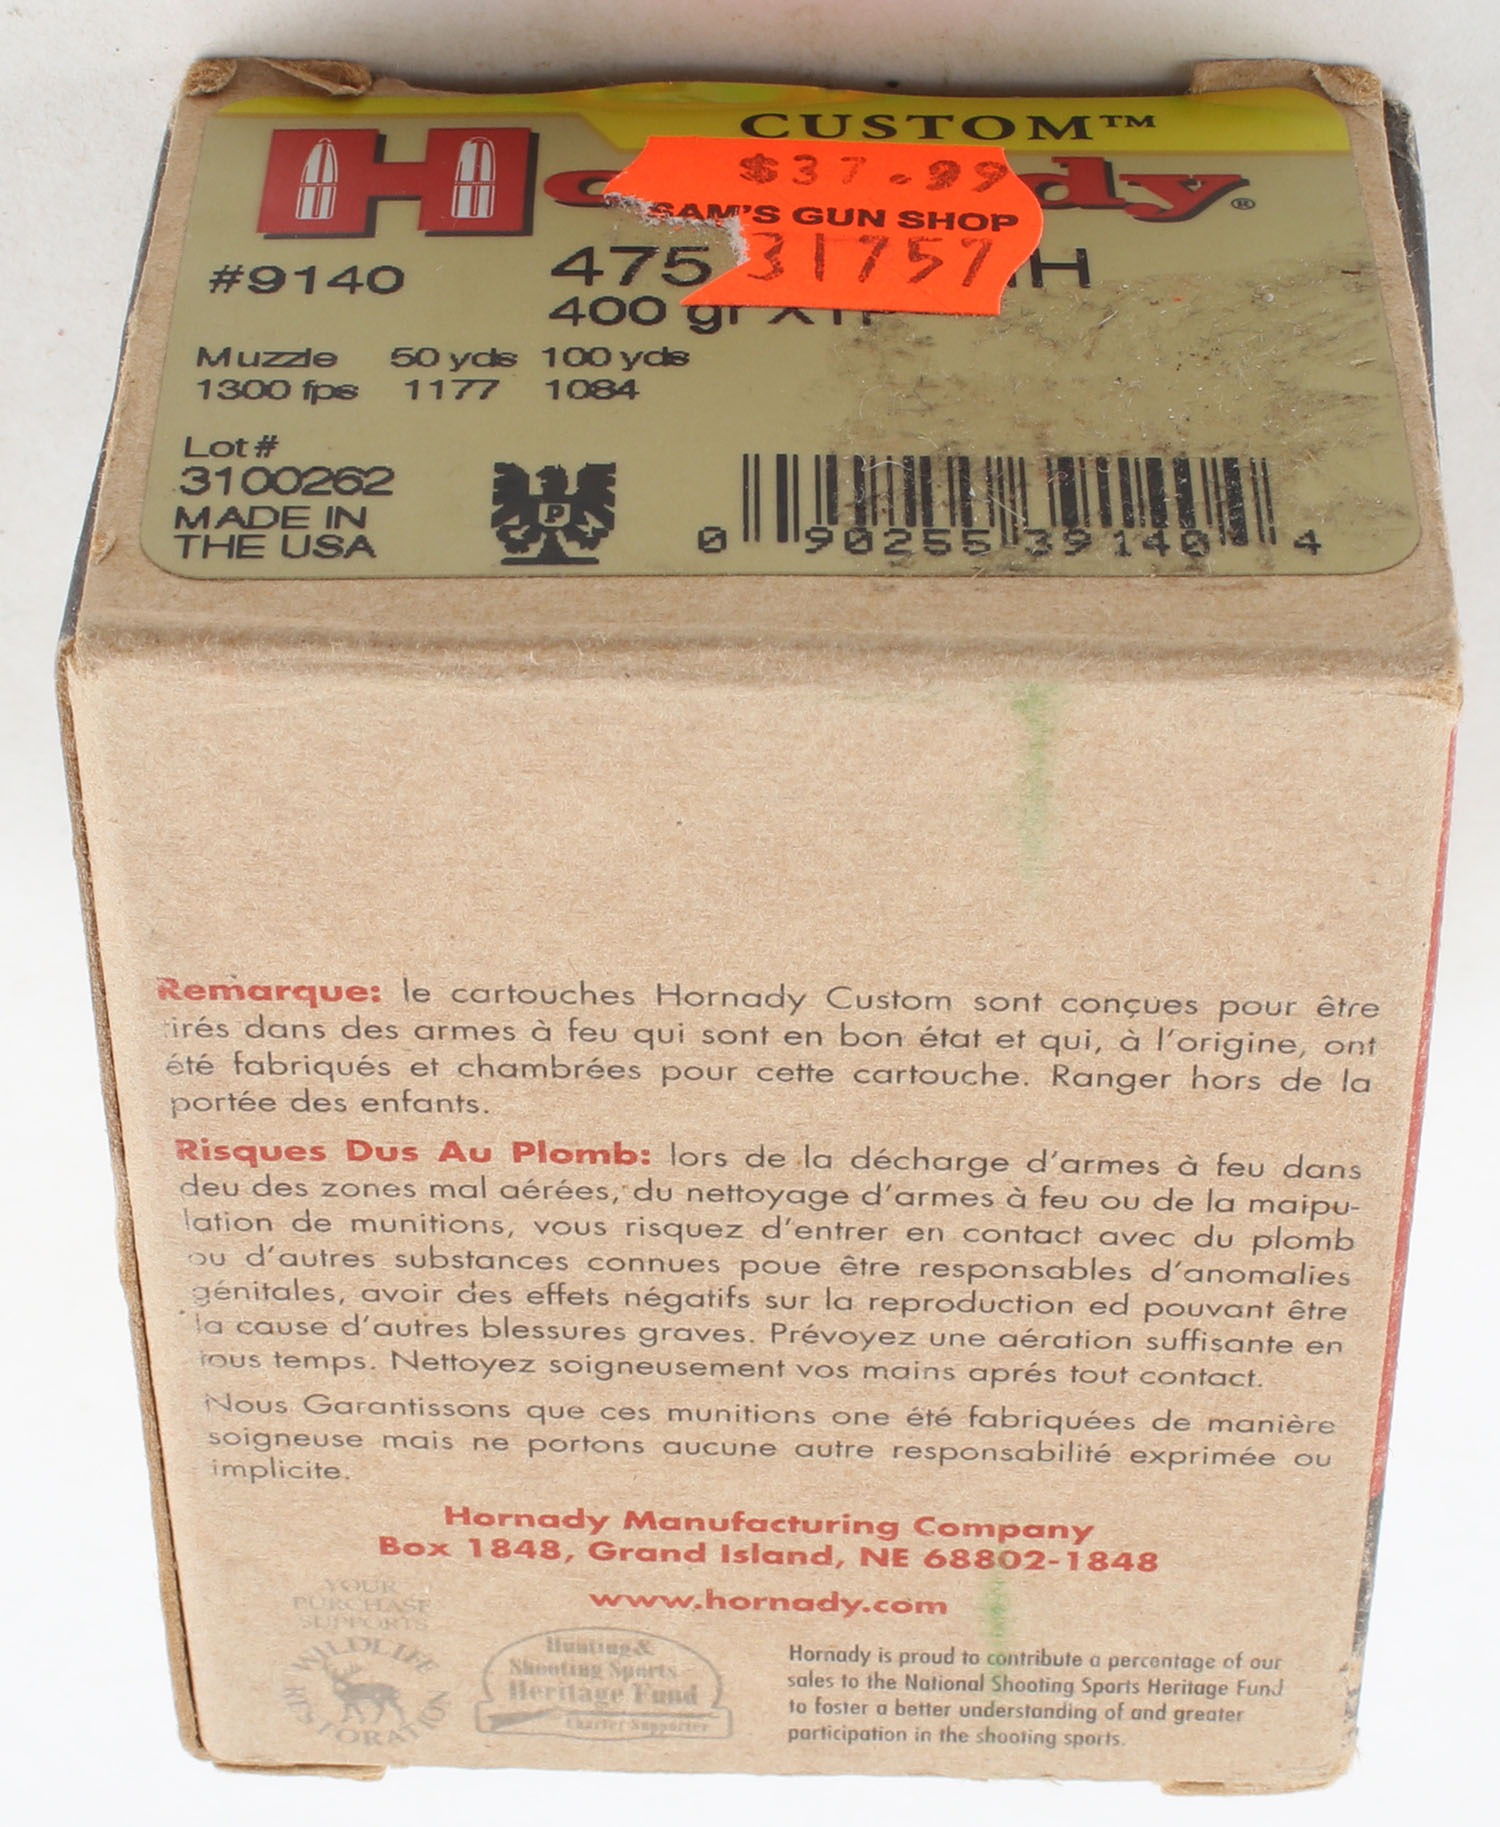 CUSTOM™
Hornady®
$37.99
SAM'S GUN SHOP
31757
#9140 475
400 gr XTP
Muzzle 50 yds 100 yds
1300 fps 1177 1084
Lot #
3100262
MADE IN
THE USA
P
0 90255 39140 4
Remarque: le cartouches Hornady Custom sont conçues pour être
tirés dans des armes à feu qui sont en bon état et qui, à l'origine, ont
été fabriqués et chambrées pour cette cartouche. Ranger hors de la
portée des enfants.
Risques Dus Au Plomb: lors de la décharge d'armes à feu dans
deu des zones mal aérées, du nettoyage d'armes à feu ou de la maipu-
lation de munitions, vous risquez d'entrer en contact avec du plomb
ou d'autres substances connues poue être responsables d'anomalies
génitales, avoir des effets négatifs sur la reproduction ed pouvant être
la cause d'autres blessures graves. Prévoyez une aération suffisante en
tous temps. Nettoyez soigneusement vos mains aprés tout contact.
Nous Garantissons que ces munitions one été fabriquées de manière
soigneuse mais ne portons aucune autre responsabilité exprimée ou
implicite.
Hornady Manufacturing Company
Box 1848, Grand Island, NE 68802-1848
www.hornady.com
YOUR
PURCHASE
SUPPORTS
WILDLIFE
RESTORATION
Hunting &
Shooting Sports
Heritage Fund
Charter Supporter
Hornady is proud to contribute a percentage of our
sales to the National Shooting Sports Heritage Fund
to foster a better understanding of and greater
participation in the shooting sports.